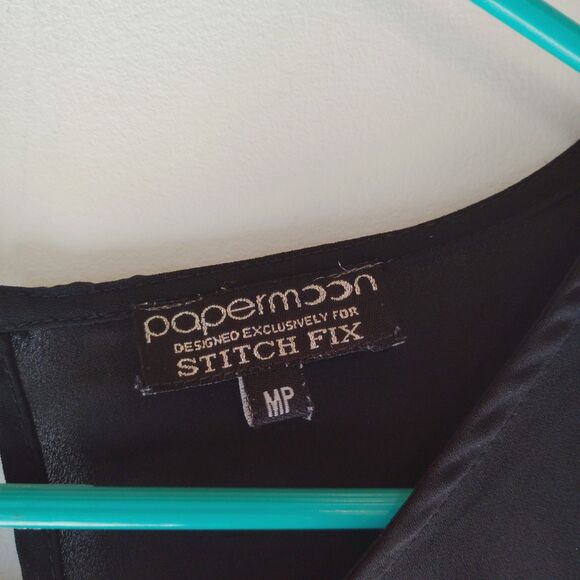 papermoon
DESIGNED EXCLUSIVELY FOR
STITCH FIX
MP